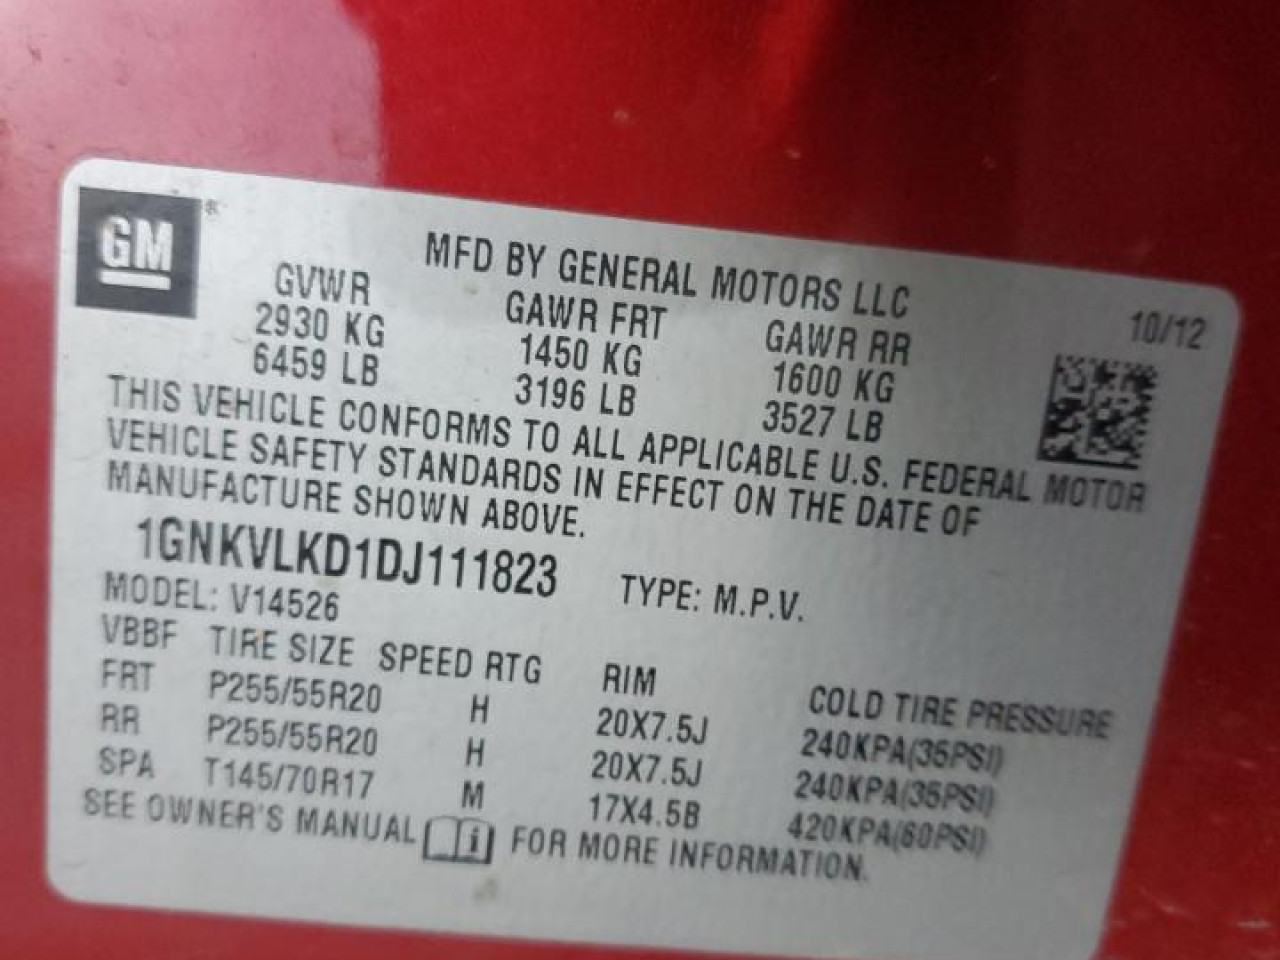 GM
MFD BY GENERAL MOTORS LLC
10/12
GVWR GAWR FRT GAWR RR
2930 KG 1450 KG 1600 KG
6459 LB 3196 LB 3527 LB
THIS VEHICLE CONFORMS TO ALL APPLICABLE U.S. FEDERAL MOTOR
VEHICLE SAFETY STANDARDS IN EFFECT ON THE DATE OF
MANUFACTURE SHOWN ABOVE.
1GNKVLKD1DJ111823 TYPE: M.P.V.
MODEL: V14526
VBBF TIRE SIZE SPEED RTG RIM COLD TIRE PRESSURE
FRT P255/55R20 H 20X7.5J 240KPA(35PSI)
RR P255/55R20 H 20X7.5J 240KPA(35PSI)
SPA T145/70R17 M 17X4.5B 420KPA(60PSI)
SEE OWNER'S MANUAL i FOR MORE INFORMATION.